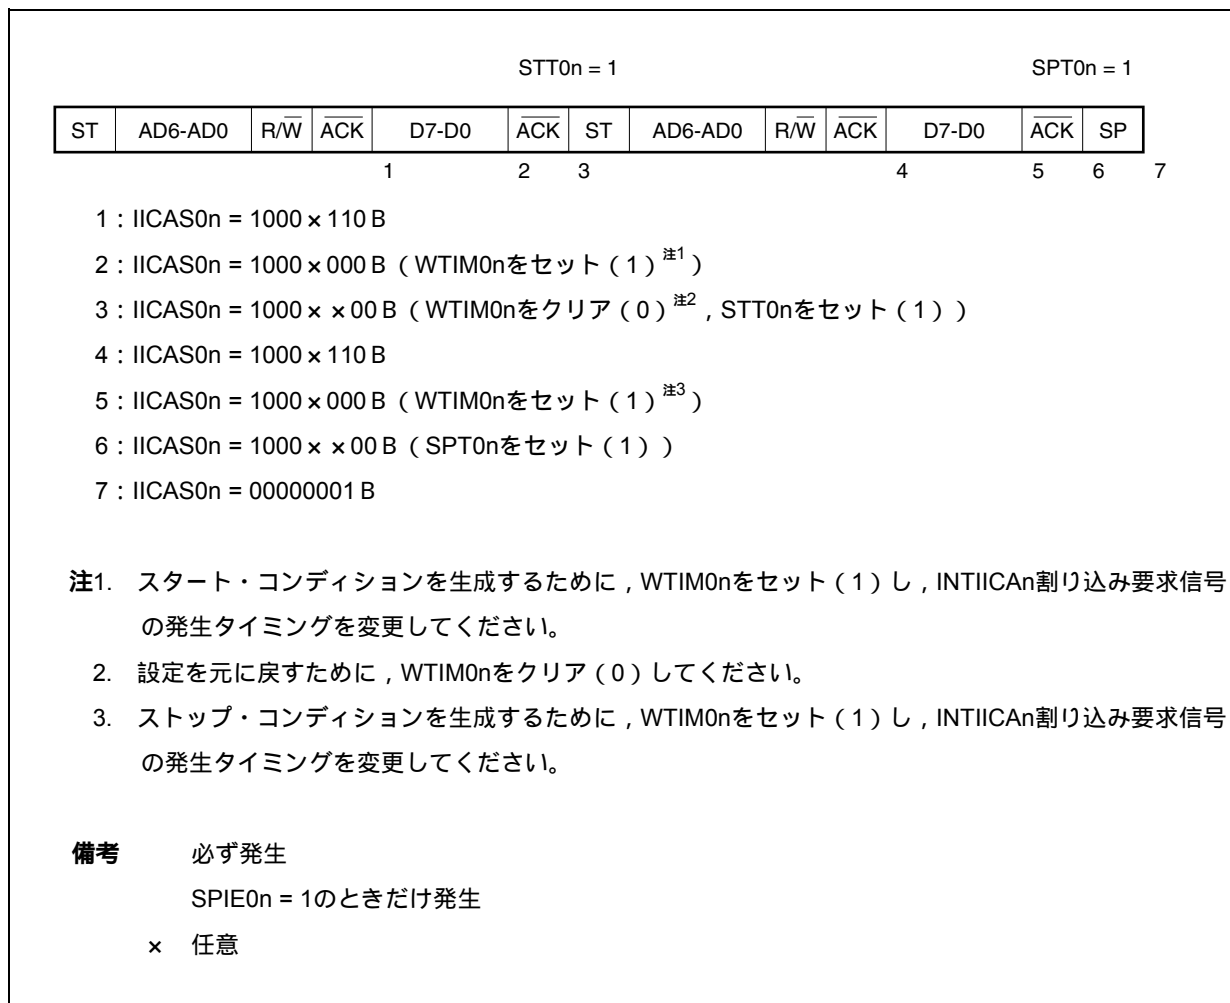 STT0n = 1 SPT0n = 1
ST AD6-AD0 R/W̅ A̅C̅K̅ D7-D0 A̅C̅K̅ ST AD6-AD0 R/W̅ A̅C̅K̅ D7-D0 A̅C̅K̅ SP
1 2 3 4 5 6 7
1：IICAS0n = 1000×110 B
2：IICAS0n = 1000×000 B（WTIM0nをセット（1）注1）
3：IICAS0n = 1000××00 B（WTIM0nをクリア（0）注2，STT0nをセット（1））
4：IICAS0n = 1000×110 B
5：IICAS0n = 1000×000 B（WTIM0nをセット（1）注3）
6：IICAS0n = 1000××00 B（SPT0nをセット（1））
7：IICAS0n = 00000001 B
注1. スタート・コンディションを生成するために，WTIM0nをセット（1）し，INTIICAn割り込み要求信号
の発生タイミングを変更してください。
2. 設定を元に戻すために，WTIM0nをクリア（0）してください。
3. ストップ・コンディションを生成するために，WTIM0nをセット（1）し，INTIICAn割り込み要求信号
の発生タイミングを変更してください。
備考 必ず発生
SPIE0n = 1のときだけ発生
× 任意